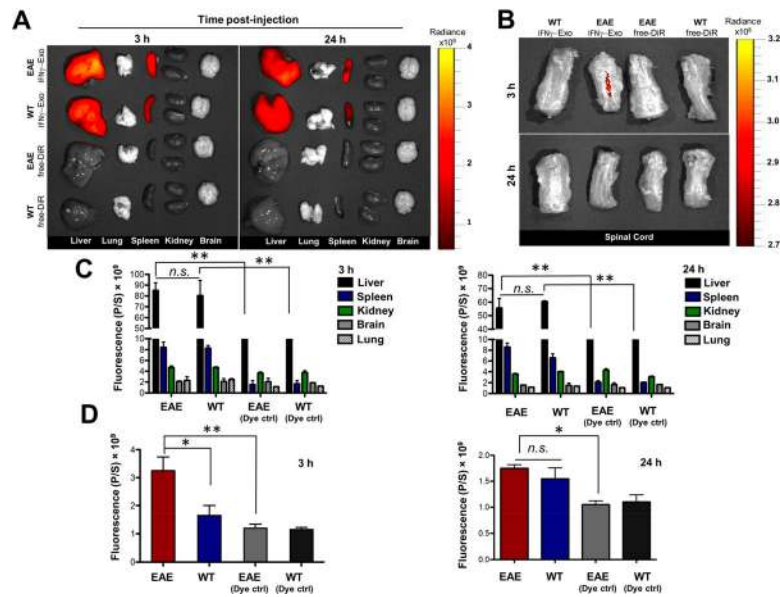 A
Time post-injection
3 h
24 h
Radiance
x10⁹
4
3
2
1
EAE
IFNγ-Exo
WT
IFNγ-Exo
EAE
free-DiR
WT
free-DiR
Liver Lung Spleen Kidney Brain
Liver Lung Spleen Kidney Brain
B
WT EAE EAE WT
IFNγ-Exo IFNγ-Exo free-DiR free-DiR
Radiance
3 h
24 h
Spinal Cord
3.2
3.1
3.0
2.9
2.8
2.7
C
3 h
** **
n.s.
Liver
Spleen
Kidney
Brain
Lung
Fluorescence (P/S) × 10⁹
100
90
80
70
60
50
10
8
6
4
2
0
EAE WT EAE WT
(Dye ctrl) (Dye ctrl)
24 h
** **
n.s.
Liver
Spleen
Kidney
Brain
Lung
Fluorescence (P/S) × 10⁹
80
70
60
50
40
30
10
8
6
4
2
0
EAE WT EAE WT
(Dye ctrl) (Dye ctrl)
D
3 h
**
*
Fluorescence (P/S) × 10⁹
4
3
2
1
EAE WT EAE WT
(Dye ctrl) (Dye ctrl)
24 h
*
n.s.
Fluorescence (P/S) × 10⁹
2.0
1.5
1.0
0.5
0.0
EAE WT EAE WT
(Dye ctrl) (Dye ctrl)